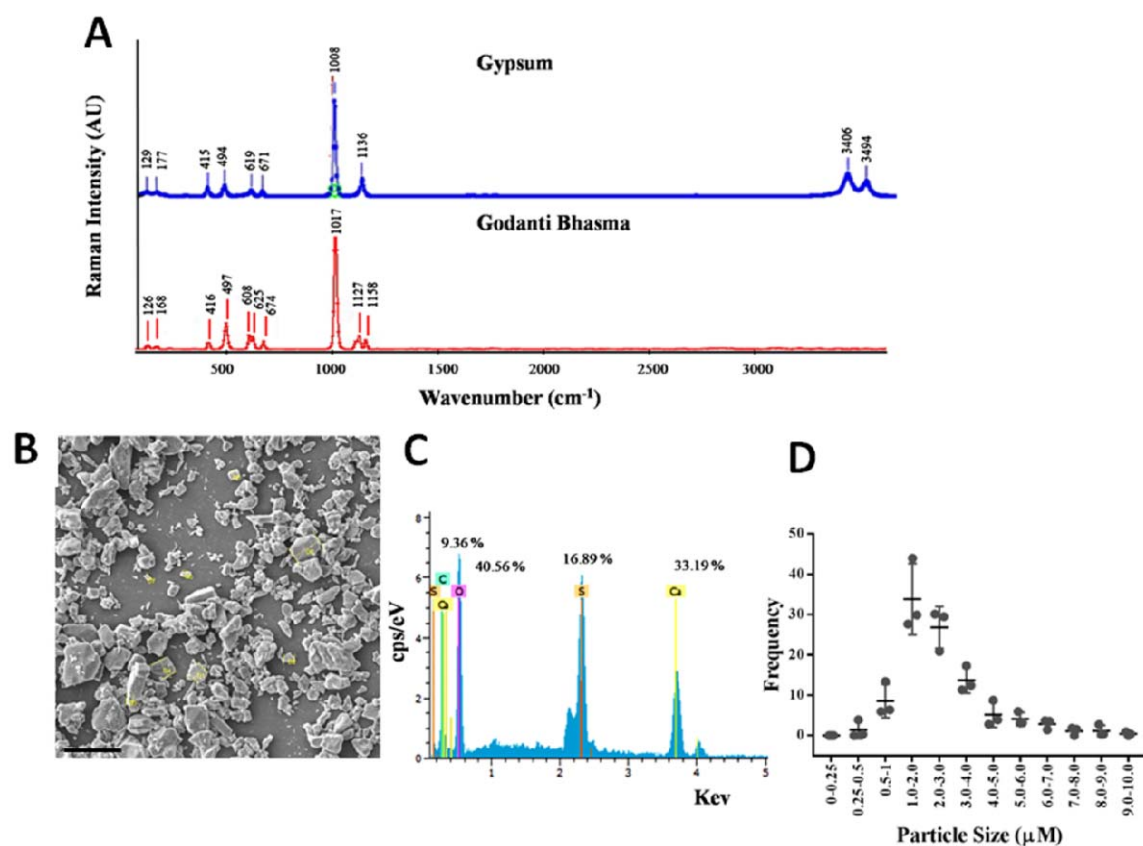 A
Gypsum
1008
129 177 415 494 619 671 1136 3406 3494
Godanti Bhasma
1017
126 168 416 497 608 625 674 1127 1158
Raman Intensity (AU)
500 1000 1500 2000 2500 3000
Wavenumber (cm-1)
B
C
9.36 %
40.56 %
16.89 %
33.19 %
C
S Ca O S Ca
8
6
4
2
0
cps/eV
1 2 3 4 5
Kev
D
50
40
30
20
10
0
Frequency
0-0.25
0.25-0.5
0.5-1
1.0-2.0
2.0-3.0
3.0-4.0
4.0-5.0
5.0-6.0
6.0-7.0
7.0-8.0
8.0-9.0
9.0-10.0
Particle Size (μM)